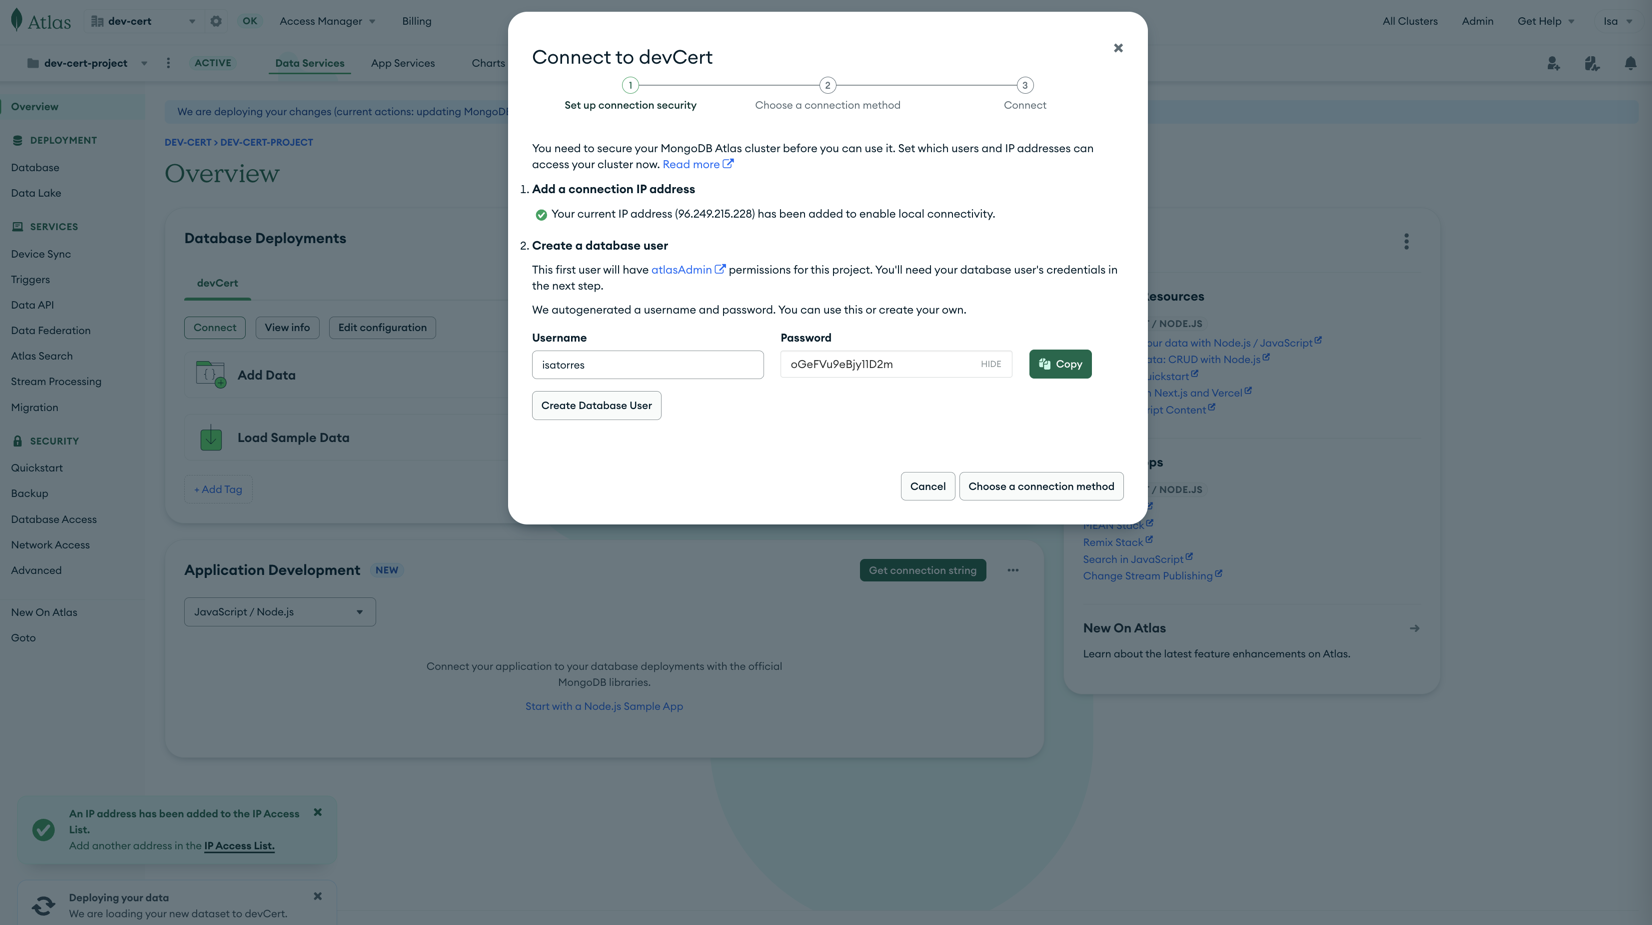 Atlas
dev-cert
OK
Access Manager
Billing
All Clusters
Admin
Get Help
Isa
dev-cert-project
ACTIVE
Data Services
App Services
Charts
Overview
DEPLOYMENT
Database
Data Lake
SERVICES
Device Sync
Triggers
Data API
Data Federation
Atlas Search
Stream Processing
Migration
SECURITY
Quickstart
Backup
Database Access
Network Access
Advanced
New On Atlas
Goto
We are deploying your changes (current actions: updating MongoDB
DEV-CERT > DEV-CERT-PROJECT
Overview
Database Deployments
devCert
Connect
View info
Edit configuration
Add Data
Load Sample Data
+ Add Tag
Connect to devCert
1
2
3
Set up connection security
Choose a connection method
Connect
You need to secure your MongoDB Atlas cluster before you can use it. Set which users and IP addresses can
access your cluster now. Read more
1. Add a connection IP address
Your current IP address (96.249.215.228) has been added to enable local connectivity.
2. Create a database user
This first user will have atlasAdmin permissions for this project. You'll need your database user's credentials in
the next step.
We autogenerated a username and password. You can use this or create your own.
Username
Password
isatorres
oGeFVu9eBjy11D2m
HIDE
Copy
Create Database User
Cancel
Choose a connection method
esources
/ NODE.JS
our data with Node.js / JavaScript
ata: CRUD with Node.js
uickstart
n Next.js and Vercel
ript Content
ps
/ NODE.JS
MEAN Stack
Remix Stack
Search in JavaScript
Change Stream Publishing
New On Atlas
Learn about the latest feature enhancements on Atlas.
Application Development
NEW
Get connection string
JavaScript / Node.js
Connect your application to your database deployments with the official
MongoDB libraries.
Start with a Node.js Sample App
An IP address has been added to the IP Access
List.
Add another address in the IP Access List.
Deploying your data
We are loading your new dataset to devCert.